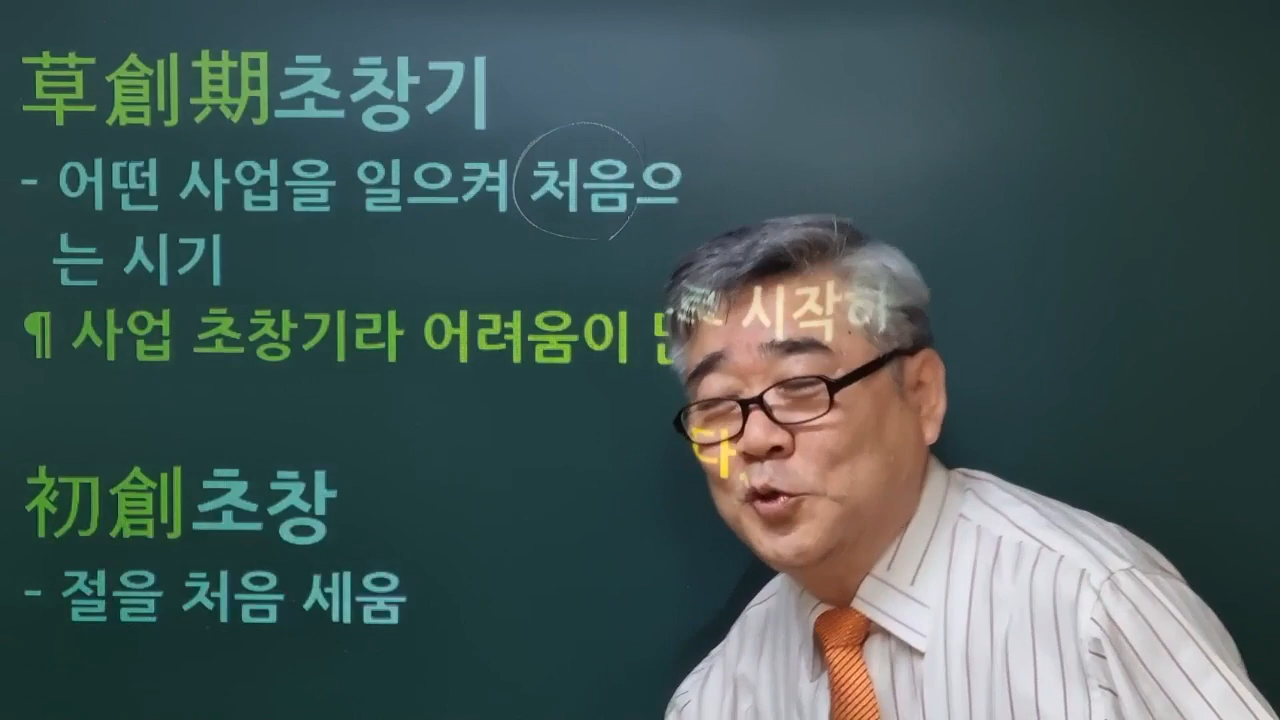 草創期초창기
- 어떤 사업을 일으켜 처음으 시작하
는 시기
¶ 사업 초창기라 어려움이 다.
初創초창
- 절을 처음 세움